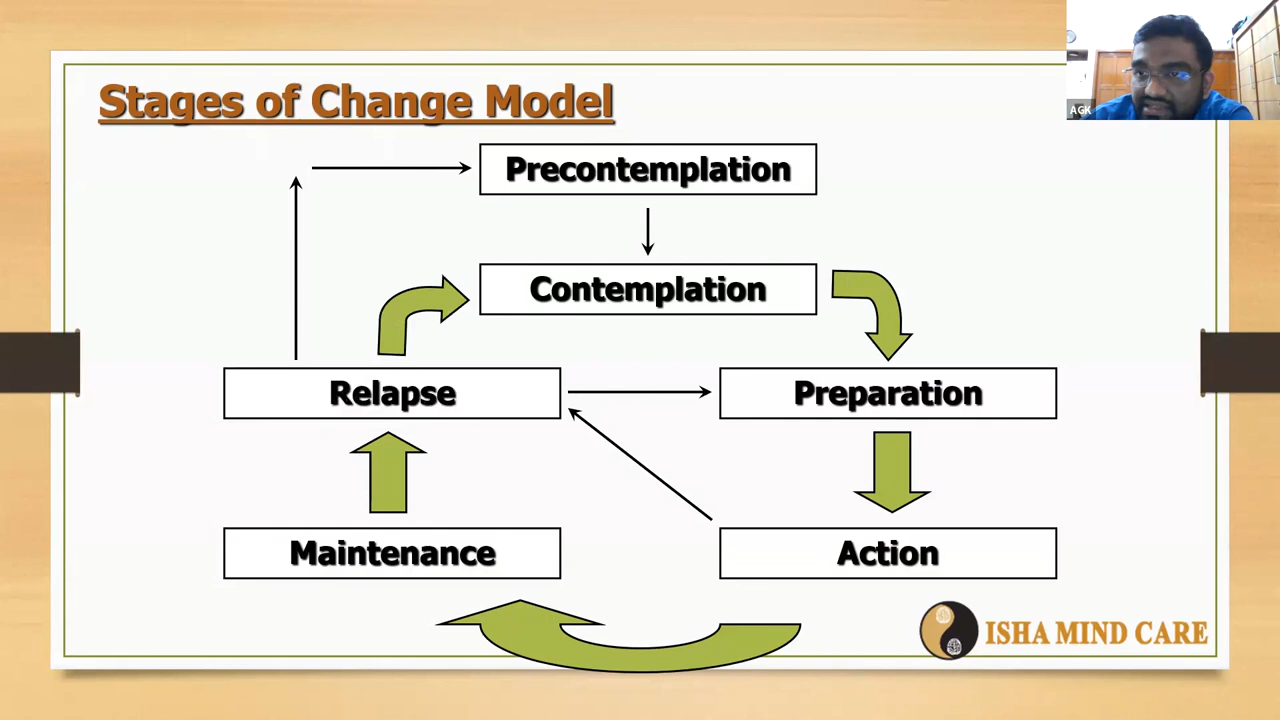 Stages of Change Model
AGK
Precontemplation
Contemplation
Relapse
Preparation
Maintenance
Action
ISHA MIND CARE